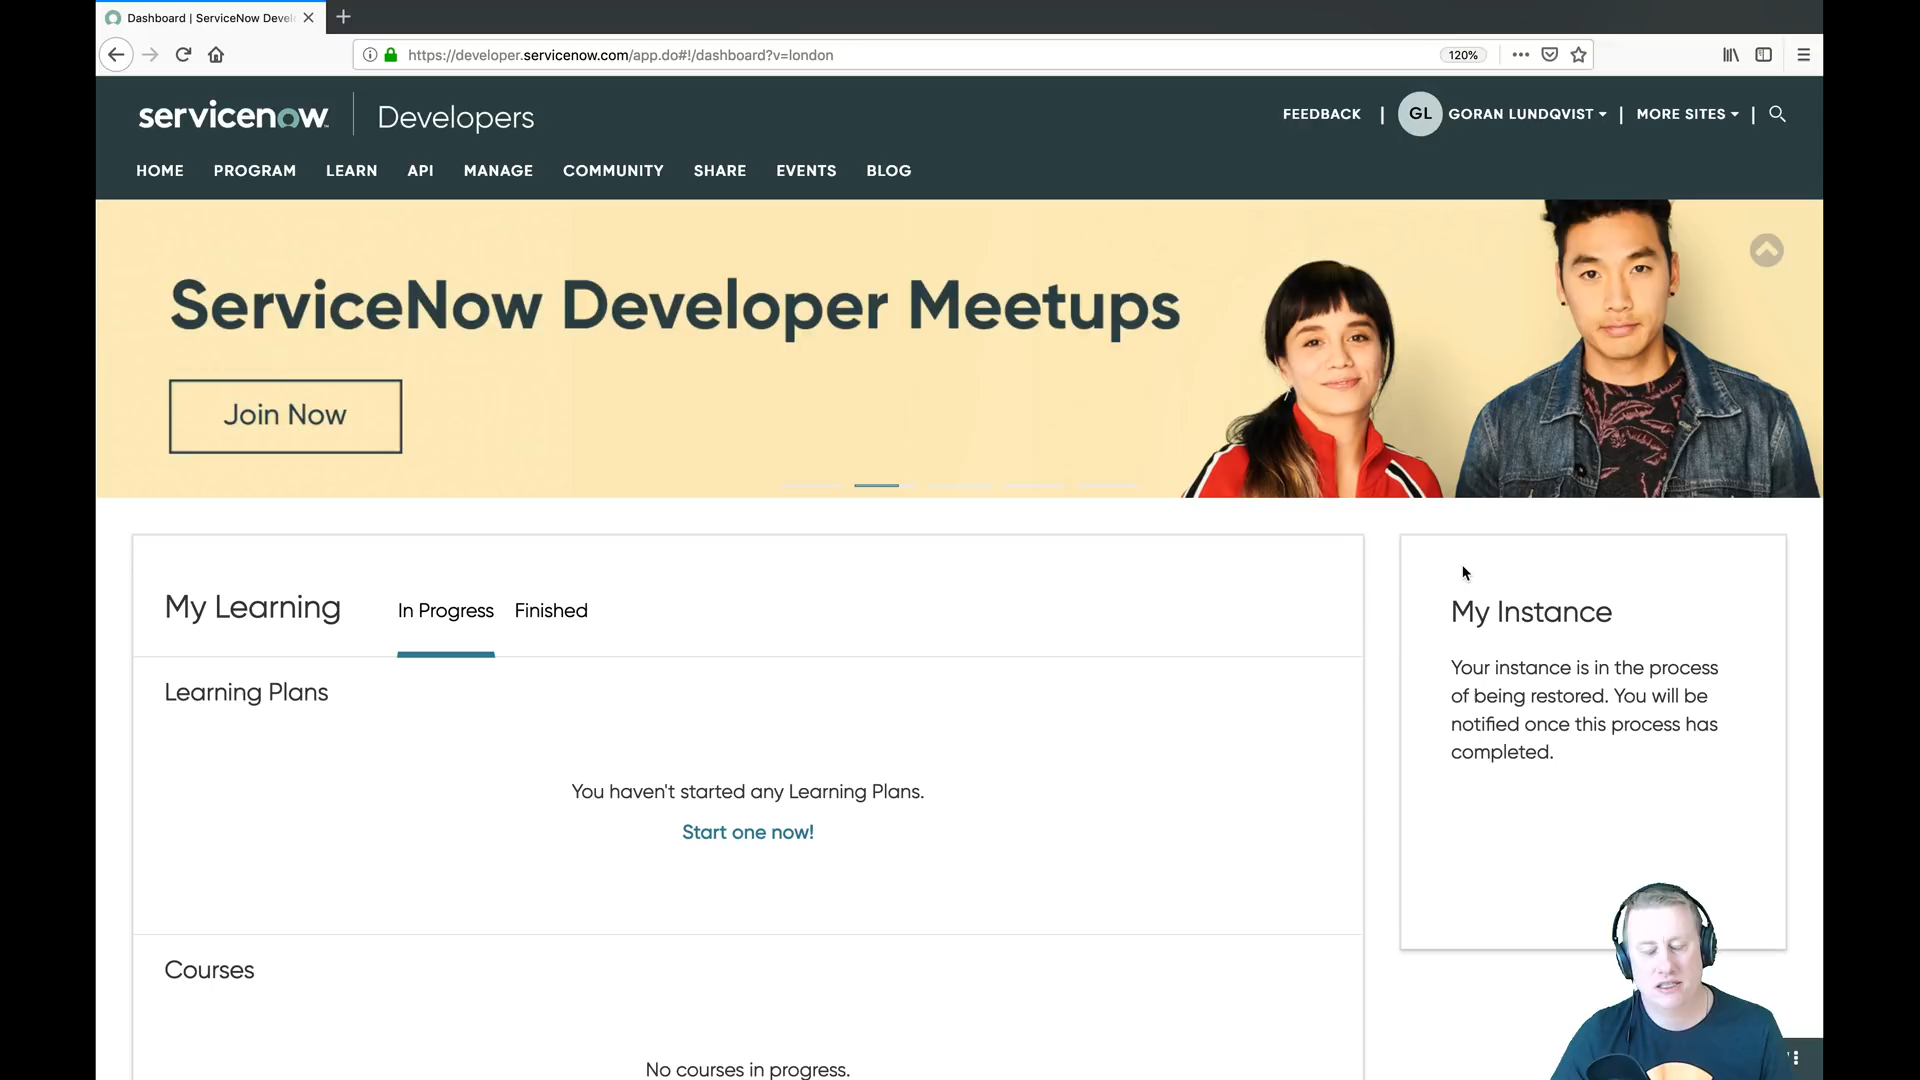 Dashboard | ServiceNow Devel
https://developer.servicenow.com/app.do#!/dashboard?v=london
120%
servicenow
Developers
FEEDBACK | GL GORAN LUNDQVIST | MORE SITES |
HOME PROGRAM LEARN API MANAGE COMMUNITY SHARE EVENTS BLOG
ServiceNow Developer Meetups
Join Now
My Learning
In Progress
Finished
Learning Plans
You haven't started any Learning Plans.
Start one now!
Courses
No courses in progress.
My Instance
Your instance is in the process
of being restored. You will be
notified once this process has
completed.